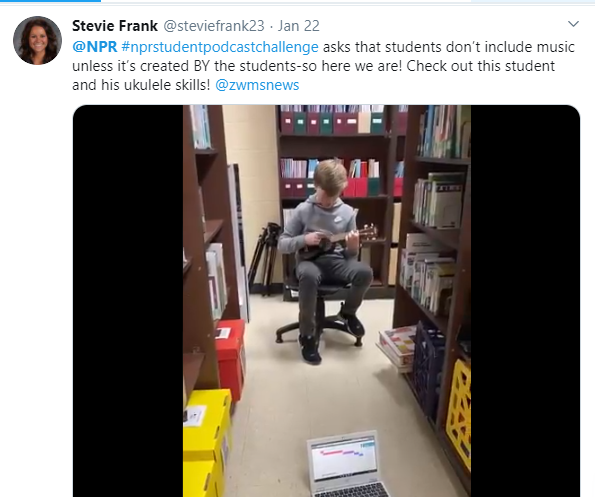 Stevie Frank @steviefrank23 · Jan 22
@NPR #nprstudentpodcastchallenge asks that students don't include music
unless it's created BY the students-so here we are! Check out this student
and his ukulele skills! @zwmsnews